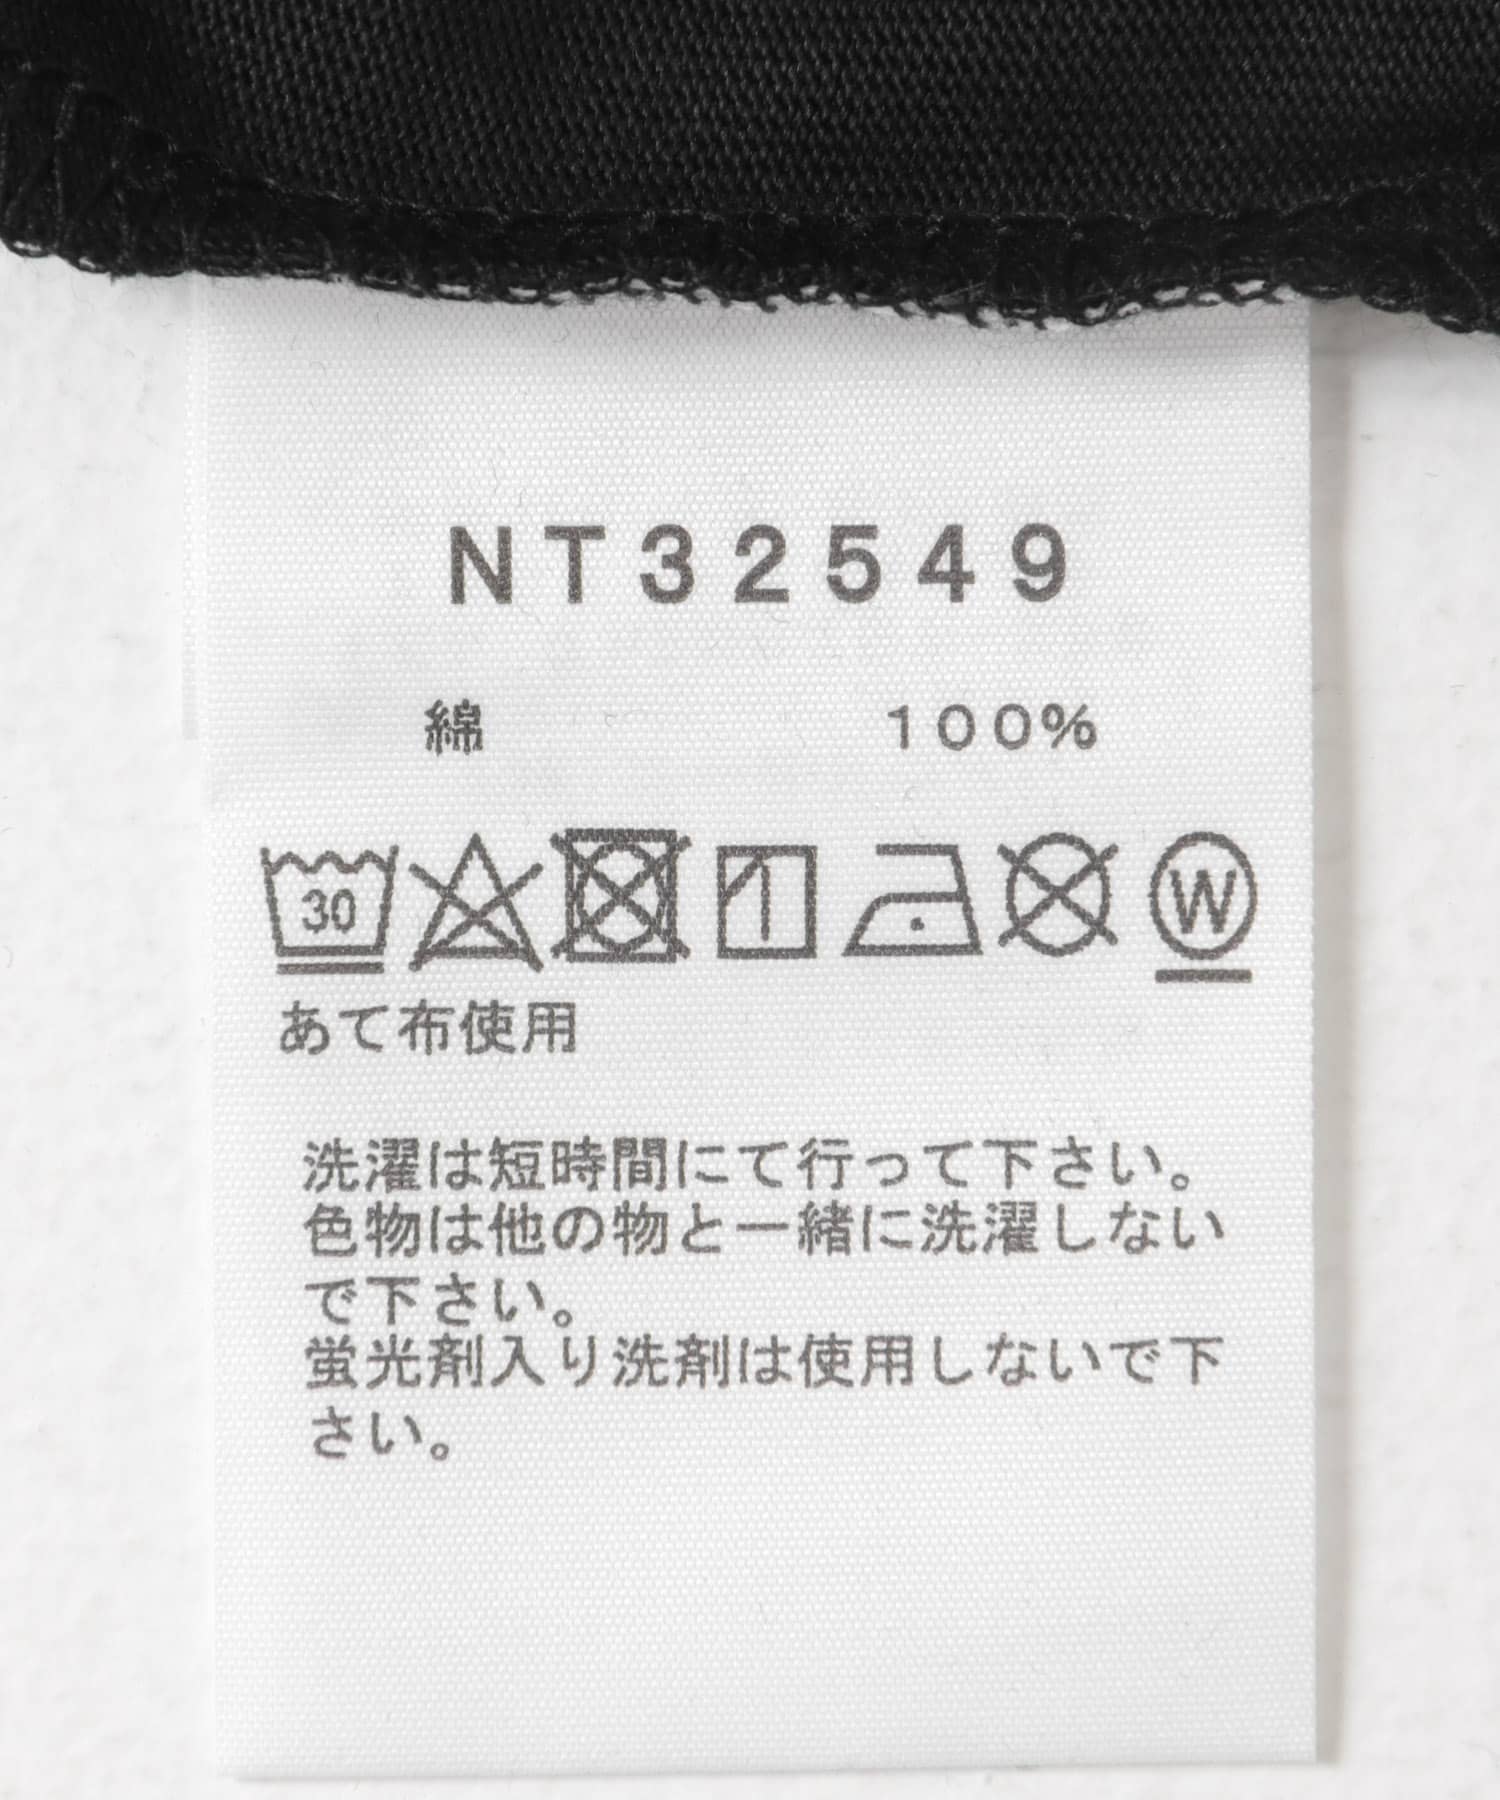 NT32549
綿 100%
30 W
あて布使用
洗濯は短時間にて行って下さい。
色物は他の物と一緒に洗濯しない
で下さい。
蛍光剤入り洗剤は使用しないで下
さい。